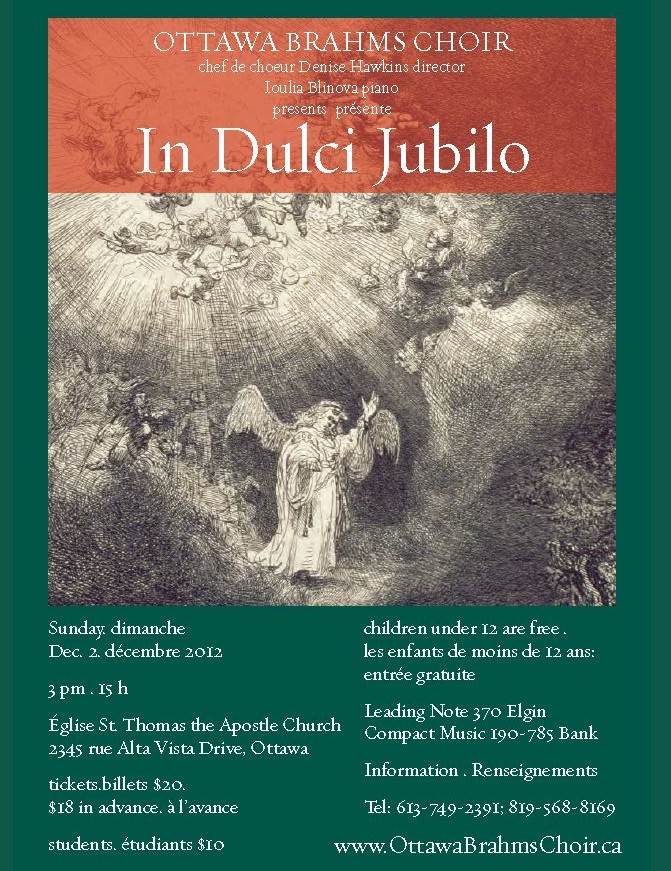 OTTAWA BRAHMS CHOIR
chef de choeur Denise Hawkins director
Ioulia Blinova piano
presents présente
In Dulci Jubilo
Sunday. dimanche
Dec. 2. décembre 2012
3 pm . 15 h
Église St. Thomas the Apostle Church
2345 rue Alta Vista Drive, Ottawa
tickets.billets $20.
$18 in advance. à l'avance
students. étudiants $10
children under 12 are free .
les enfants de moins de 12 ans:
entrée gratuite
Leading Note 370 Elgin
Compact Music 190-785 Bank
Information . Renseignements
Tel: 613-749-2391; 819-568-8169
www.OttawaBrahmsChoir.ca